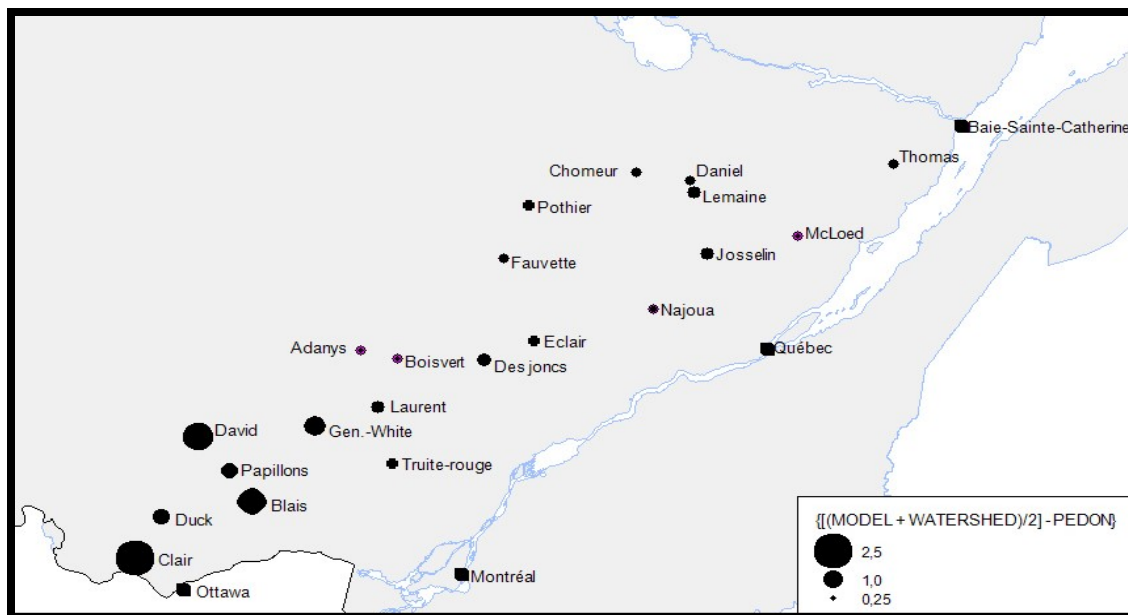 Baie-Sainte-Catherine
Thomas
Chomeur
Daniel
Lemaine
Pothier
McLoed
Josselin
Fauvette
Najoua
Eclair
Québec
Adanys
Boisvert
Des joncs
Laurent
Gen.-White
David
Truite-rouge
Papillons
Blais
Duck
Clair
Montréal
Ottawa
{[(MODEL + WATERSHED)/2] - PEDON}
2,5
1,0
0,25